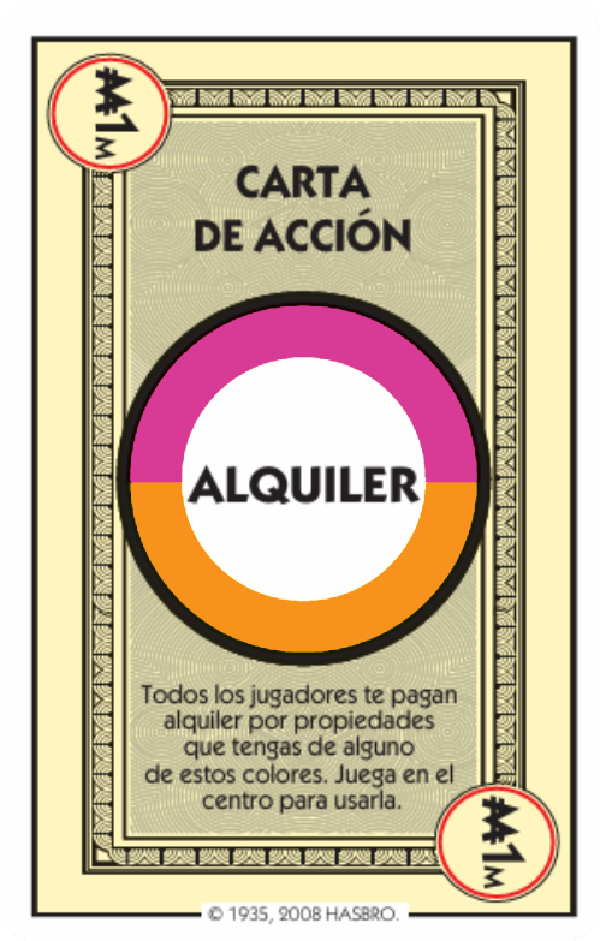 ₩1M
CARTA
DE ACCIÓN
ALQUILER
Todos los jugadores te pagan
alquiler por propiedades
que tengas de alguno
de estos colores. Juega en el
centro para usarla.
₩1M
© 1935, 2008 HASBRO.